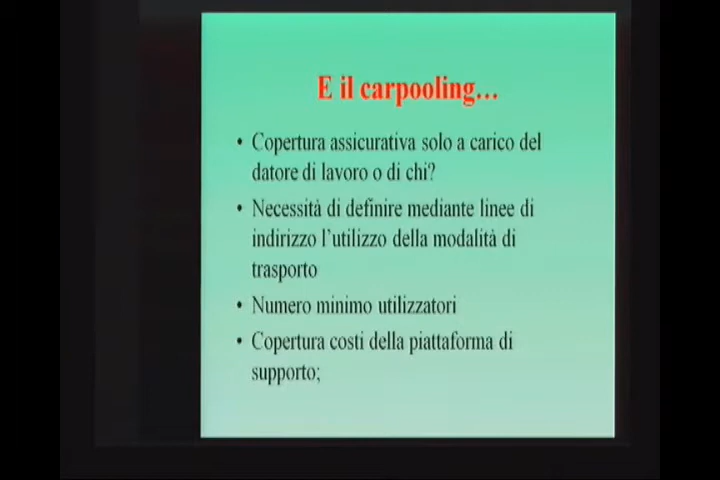 E il carpooling…
• Copertura assicurativa solo a carico del
datore di lavoro o di chi?
• Necessità di definire mediante linee di
indirizzo l’utilizzo della modalità di
trasporto
• Numero minimo utilizzatori
• Copertura costi della piattaforma di
supporto;